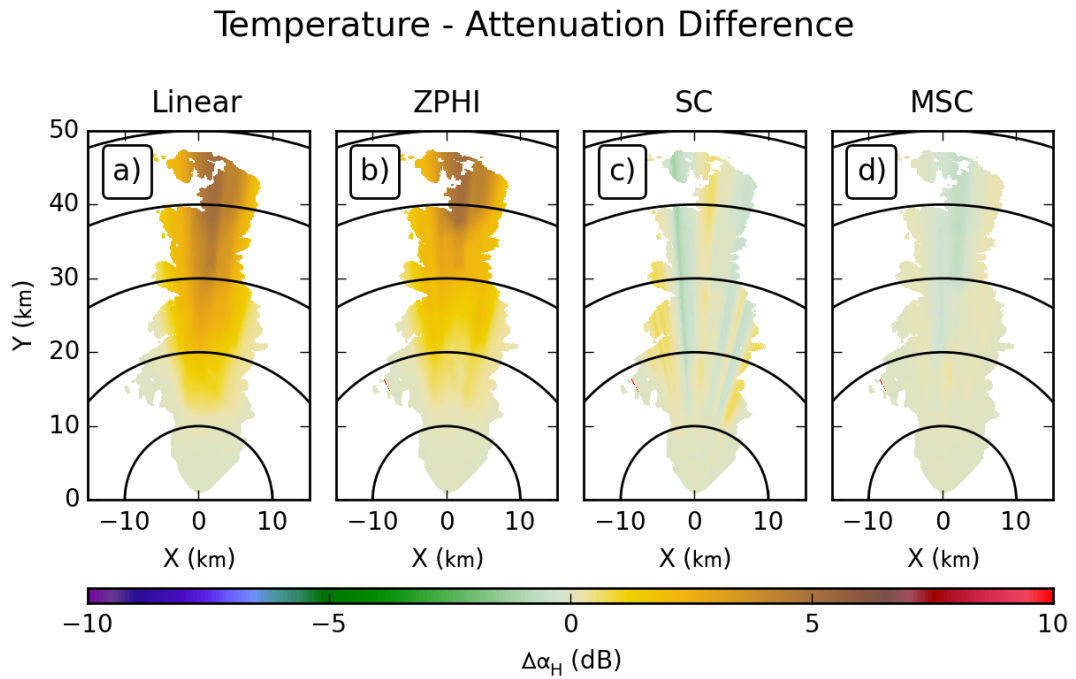 Temperature - Attenuation Difference
Linear ZPHI SC MSC
a) b) c) d)
50
40
30
20
10
0
Y (km)
−10 0 10 −10 0 10 −10 0 10 −10 0 10
X (km) X (km) X (km) X (km)
−10 −5 0 5 10
Δα_H (dB)